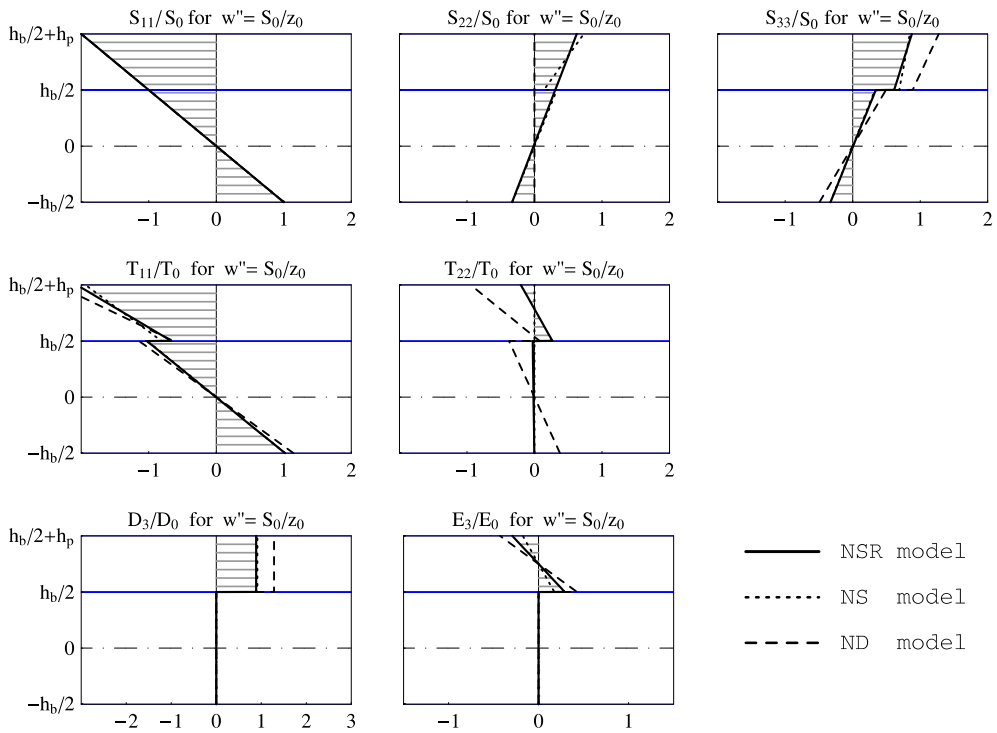 S11/S0 for w''= S0/z0
S22/S0 for w''= S0/z0
S33/S0 for w''= S0/z0
hb/2+hp
hb/2
0
−hb/2
−1 0 1 2
−1 0 1 2
−1 0 1 2
T11/T0 for w''= S0/z0
T22/T0 for w''= S0/z0
hb/2+hp
hb/2
0
−hb/2
−1 0 1 2
−1 0 1 2
D3/D0 for w''= S0/z0
E3/E0 for w''= S0/z0
hb/2+hp
hb/2
0
−hb/2
−2 −1 0 1 2 3
−1 0 1
NSR model
NS model
ND model